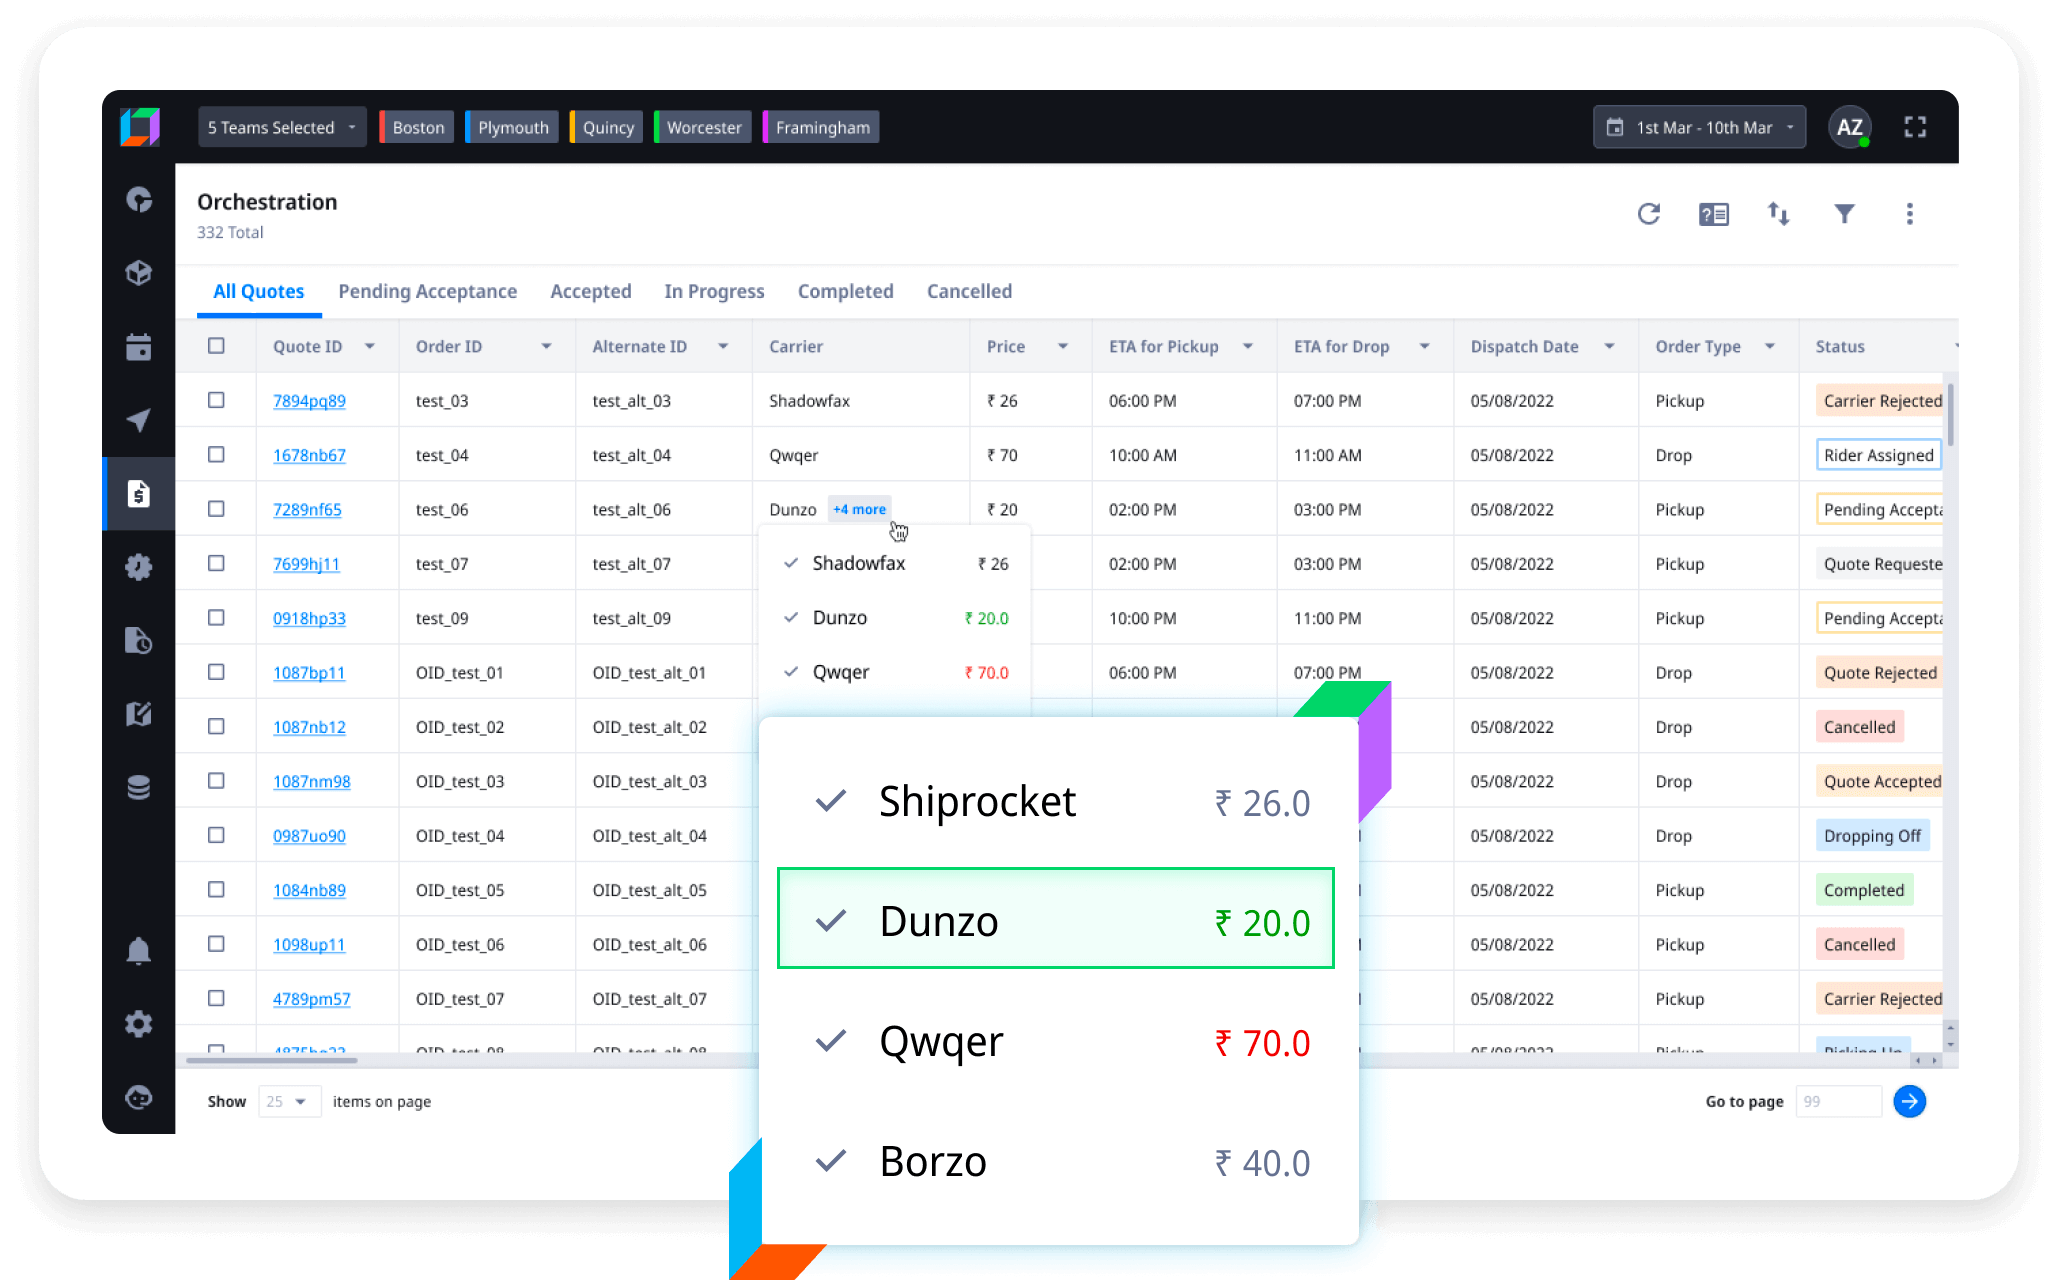 5 Teams Selected Boston Plymouth Quincy Worcester Framingham 1st Mar - 10th Mar AZ
Orchestration
332 Total
All Quotes Pending Acceptance Accepted In Progress Completed Cancelled
Quote ID Order ID Alternate ID Carrier Price ETA for Pickup ETA for Drop Dispatch Date Order Type Status
7894pq89 test_03 test_alt_03 Shadowfax ₹ 26 06:00 PM 07:00 PM 05/08/2022 Pickup Carrier Rejected
1678nb67 test_04 test_alt_04 Qwqer ₹ 70 10:00 AM 11:00 AM 05/08/2022 Drop Rider Assigned
7289nf65 test_06 test_alt_06 Dunzo +4 more ₹ 20 02:00 PM 03:00 PM 05/08/2022 Pickup Pending Accepta
7699hj11 test_07 test_alt_07 Shadowfax ₹ 26 02:00 PM 03:00 PM 05/08/2022 Pickup Quote Requeste
0918hp33 test_09 test_alt_09 Dunzo ₹ 20.0 10:00 PM 11:00 PM 05/08/2022 Pickup Pending Accepta
1087bp11 OID_test_01 OID_test_alt_01 Qwqer ₹ 70.0 06:00 PM 07:00 PM 05/08/2022 Drop Quote Rejected
1087nb12 OID_test_02 OID_test_alt_02 05/08/2022 Drop Cancelled
1087nm98 OID_test_03 OID_test_alt_03 05/08/2022 Drop Quote Accepted
0987uo90 OID_test_04 OID_test_alt_04 05/08/2022 Drop Dropping Off
1084nb89 OID_test_05 OID_test_alt_05 05/08/2022 Pickup Completed
1098up11 OID_test_06 OID_test_alt_06 05/08/2022 Pickup Cancelled
4789pm57 OID_test_07 OID_test_alt_07 05/08/2022 Pickup Carrier Rejected
Shiprocket ₹ 26.0
Dunzo ₹ 20.0
Qwqer ₹ 70.0
Borzo ₹ 40.0
Show 25 items on page Go to page 99